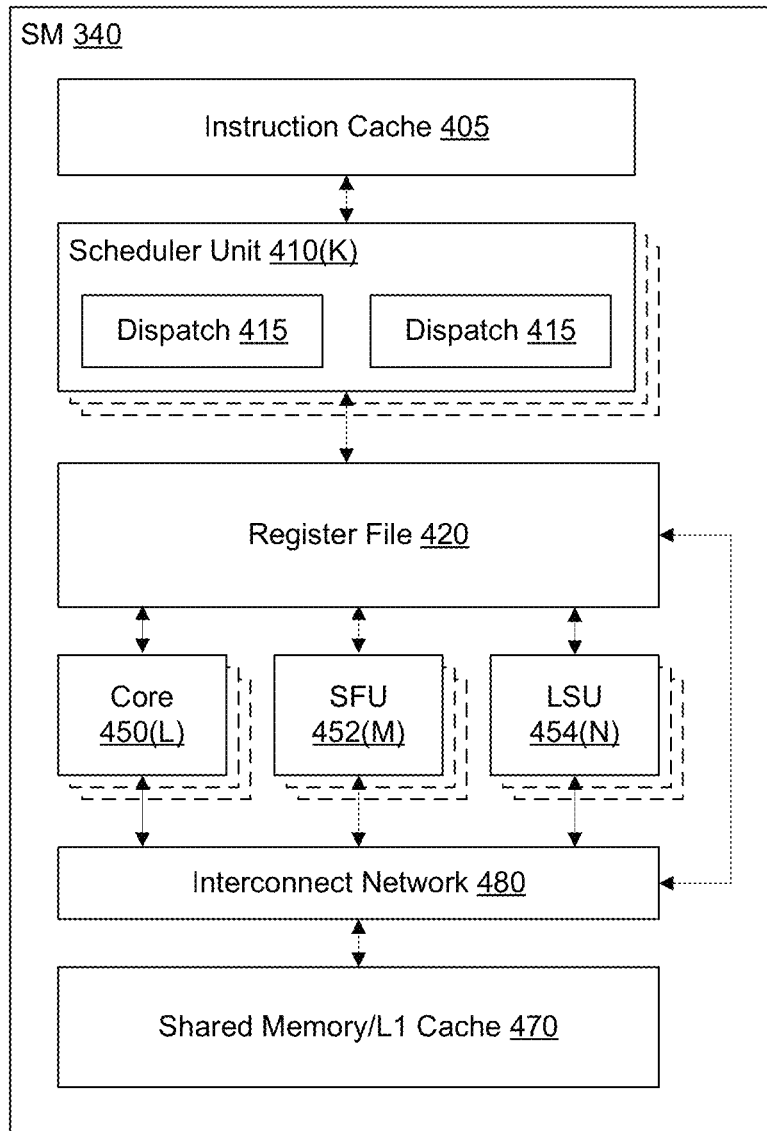 SM 340
Instruction Cache 405
Scheduler Unit 410(K)
Dispatch 415 Dispatch 415
Register File 420
Core SFU LSU
450(L) 452(M) 454(N)
Interconnect Network 480
Shared Memory/L1 Cache 470